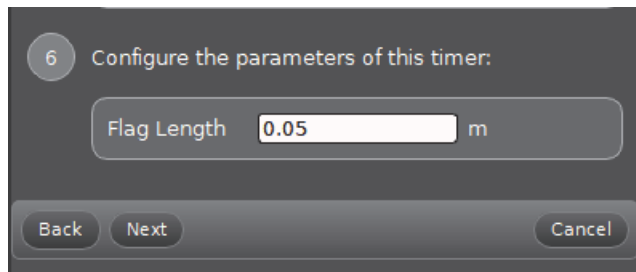 6 Configure the parameters of this timer:
Flag Length 0.05 m
Back Next Cancel